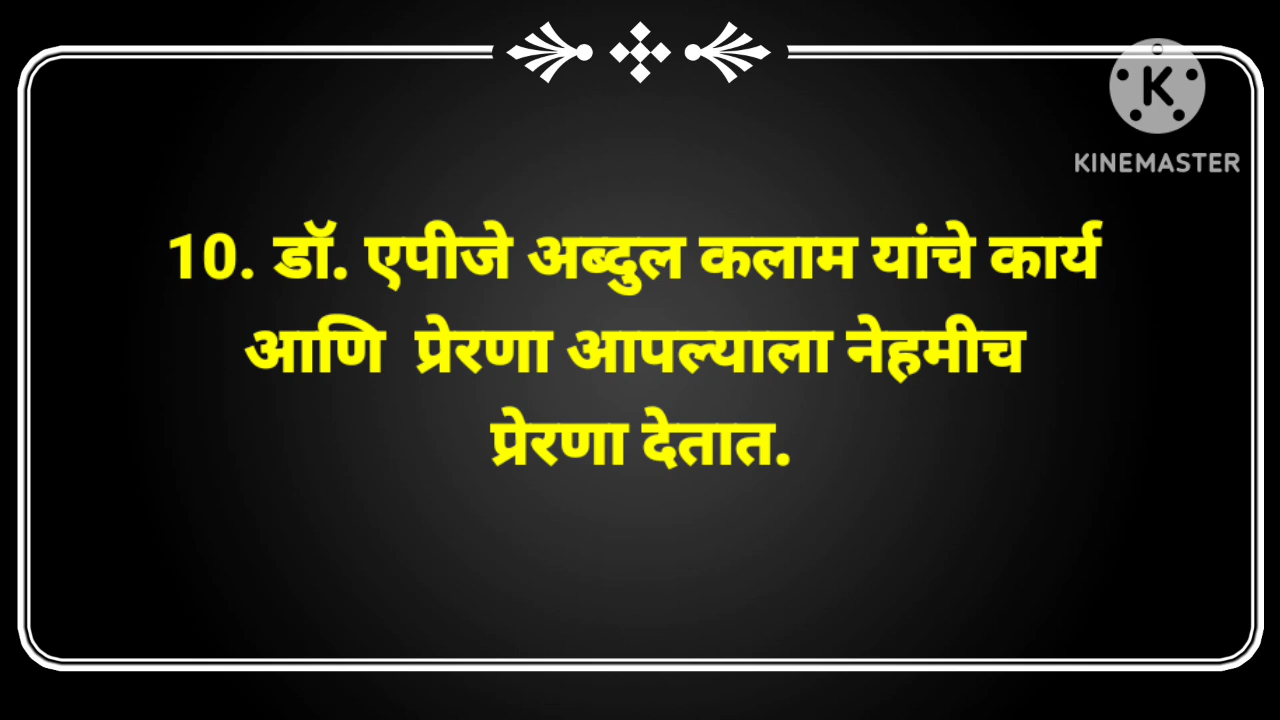 K
KINEMASTER
10. डॉ. एपीजे अब्दुल कलाम यांचे कार्य
आणि प्रेरणा आपल्याला नेहमीच
प्रेरणा देतात.